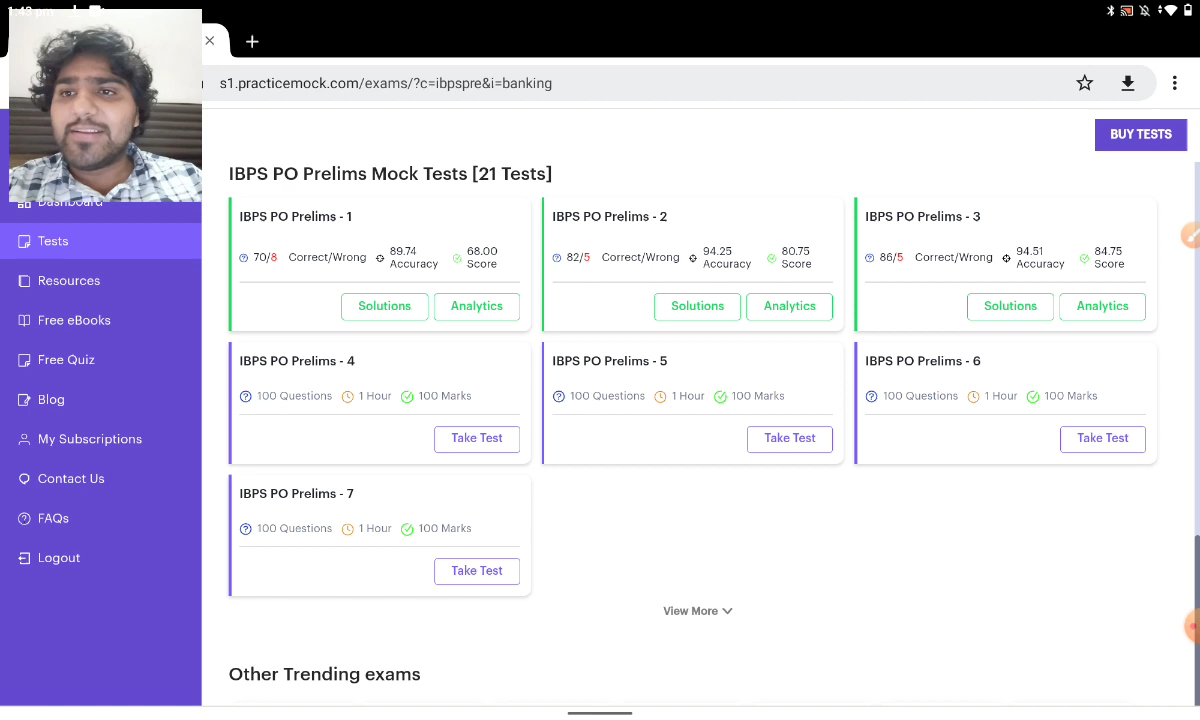 1:48 pm
s1.practicemock.com/exams/?c=ibpspre&i=banking
BUY TESTS
Dashboard
Tests
Resources
Free eBooks
Free Quiz
Blog
My Subscriptions
Contact Us
FAQs
Logout
IBPS PO Prelims Mock Tests [21 Tests]
IBPS PO Prelims - 1
70/8 Correct/Wrong 89.74 Accuracy 68.00 Score
Solutions Analytics
IBPS PO Prelims - 2
82/5 Correct/Wrong 94.25 Accuracy 80.75 Score
Solutions Analytics
IBPS PO Prelims - 3
86/5 Correct/Wrong 94.51 Accuracy 84.75 Score
Solutions Analytics
IBPS PO Prelims - 4
100 Questions 1 Hour 100 Marks
Take Test
IBPS PO Prelims - 5
100 Questions 1 Hour 100 Marks
Take Test
IBPS PO Prelims - 6
100 Questions 1 Hour 100 Marks
Take Test
IBPS PO Prelims - 7
100 Questions 1 Hour 100 Marks
Take Test
View More
Other Trending exams